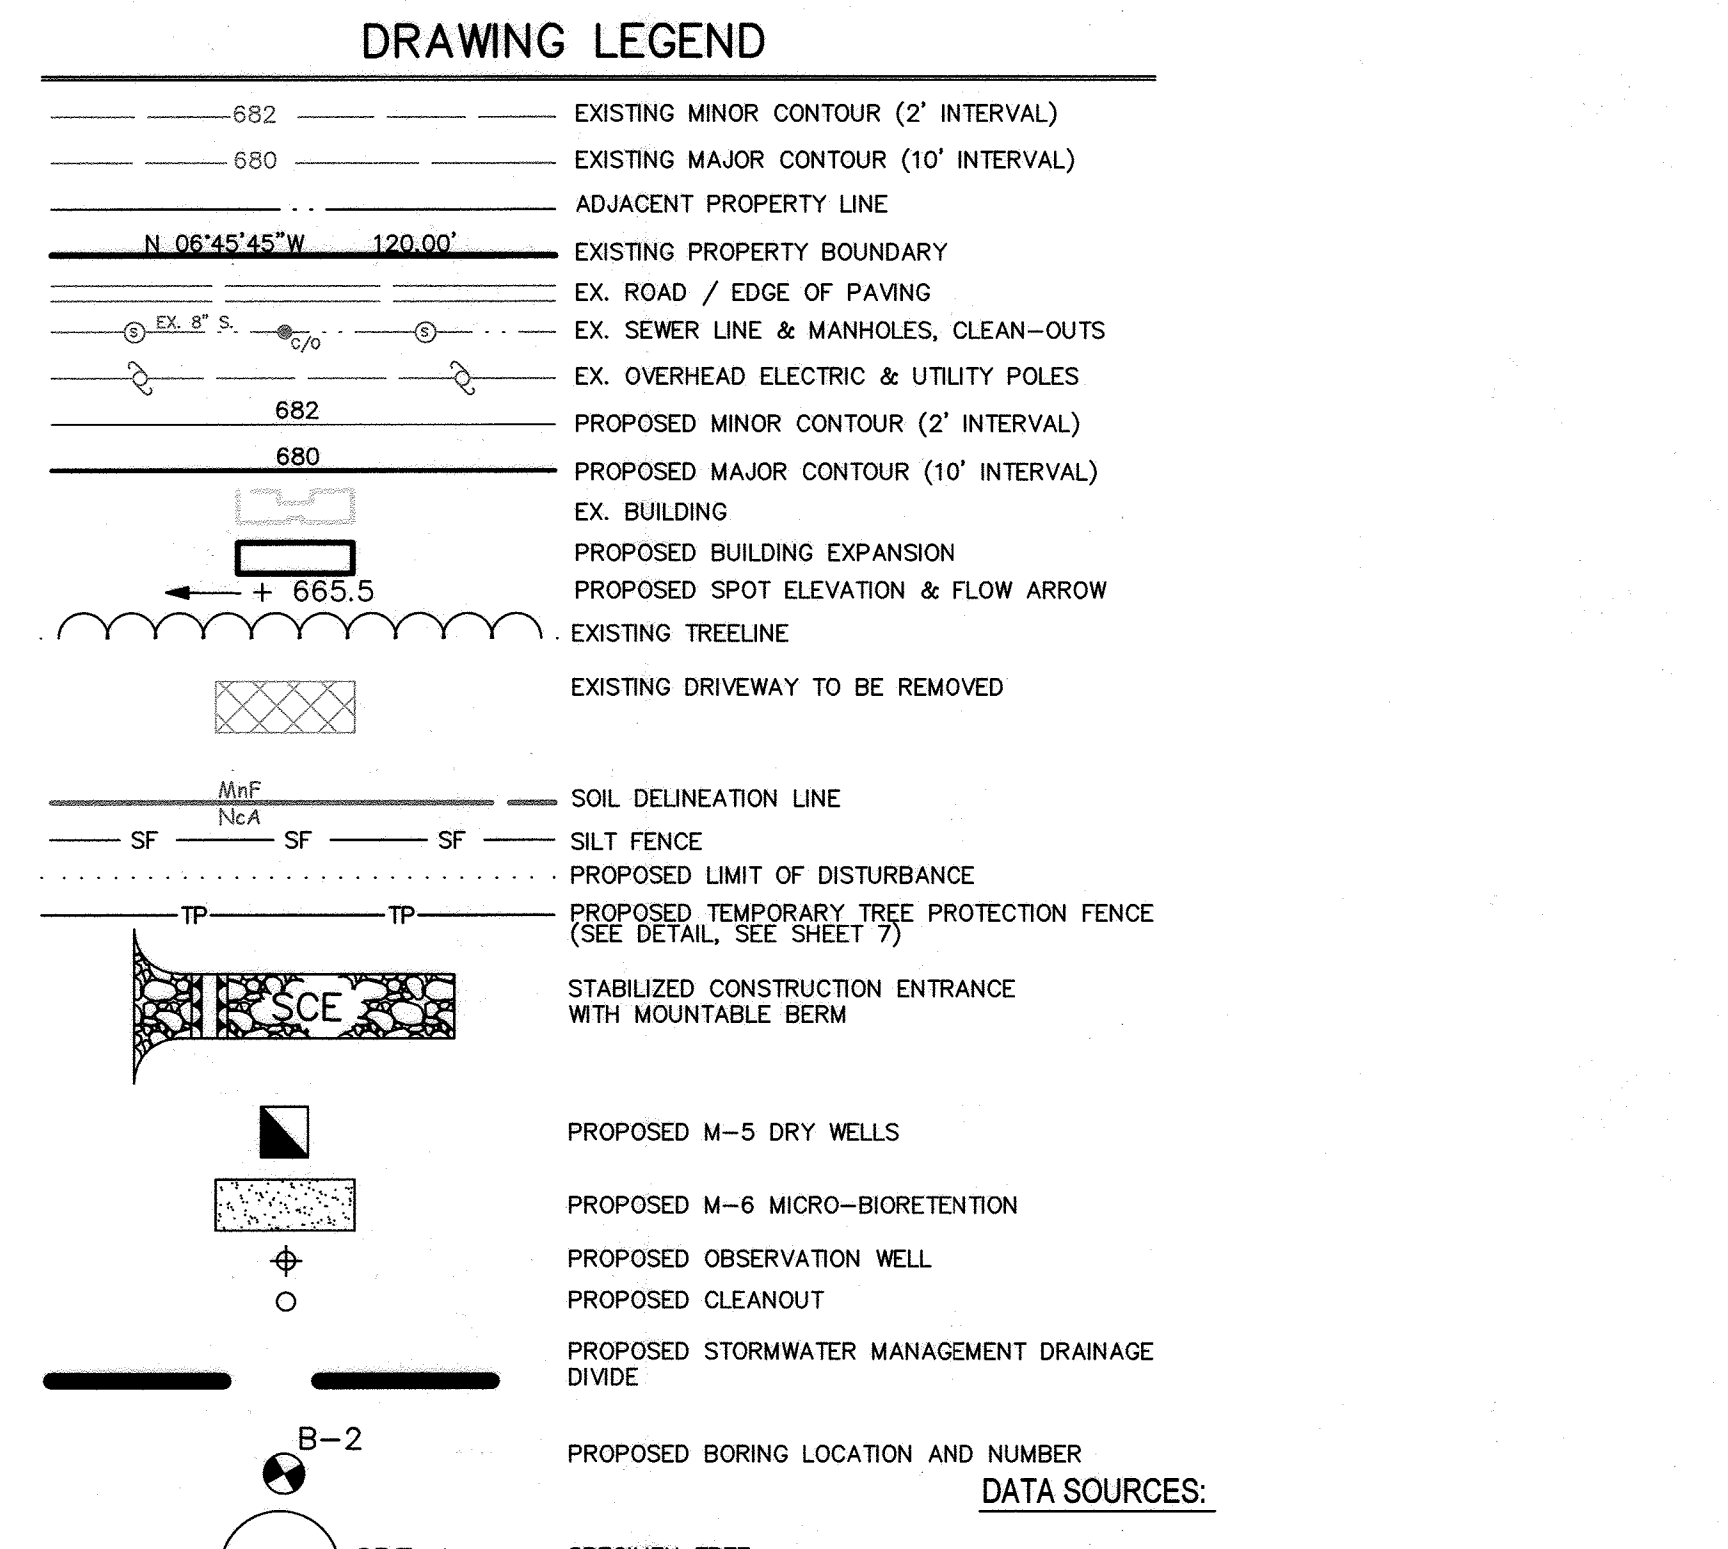 DRAWING LEGEND
682 EXISTING MINOR CONTOUR (2' INTERVAL)
680 EXISTING MAJOR CONTOUR (10' INTERVAL)
ADJACENT PROPERTY LINE
N 06°45'45"W 120.00' EXISTING PROPERTY BOUNDARY
EX. ROAD / EDGE OF PAVING
S EX. 8" S. C/O S EX. SEWER LINE & MANHOLES, CLEAN-OUTS
EX. OVERHEAD ELECTRIC & UTILITY POLES
682 PROPOSED MINOR CONTOUR (2' INTERVAL)
680 PROPOSED MAJOR CONTOUR (10' INTERVAL)
EX. BUILDING
PROPOSED BUILDING EXPANSION
+ 665.5 PROPOSED SPOT ELEVATION & FLOW ARROW
EXISTING TREELINE
EXISTING DRIVEWAY TO BE REMOVED
MnF
NcA SOIL DELINEATION LINE
SF SF SF SILT FENCE
PROPOSED LIMIT OF DISTURBANCE
TP TP PROPOSED TEMPORARY TREE PROTECTION FENCE
(SEE DETAIL, SEE SHEET 7)
SCE STABILIZED CONSTRUCTION ENTRANCE
WITH MOUNTABLE BERM
PROPOSED M-5 DRY WELLS
PROPOSED M-6 MICRO-BIORETENTION
PROPOSED OBSERVATION WELL
PROPOSED CLEANOUT
PROPOSED STORMWATER MANAGEMENT DRAINAGE
DIVIDE
B-2
PROPOSED BORING LOCATION AND NUMBER
DATA SOURCES: